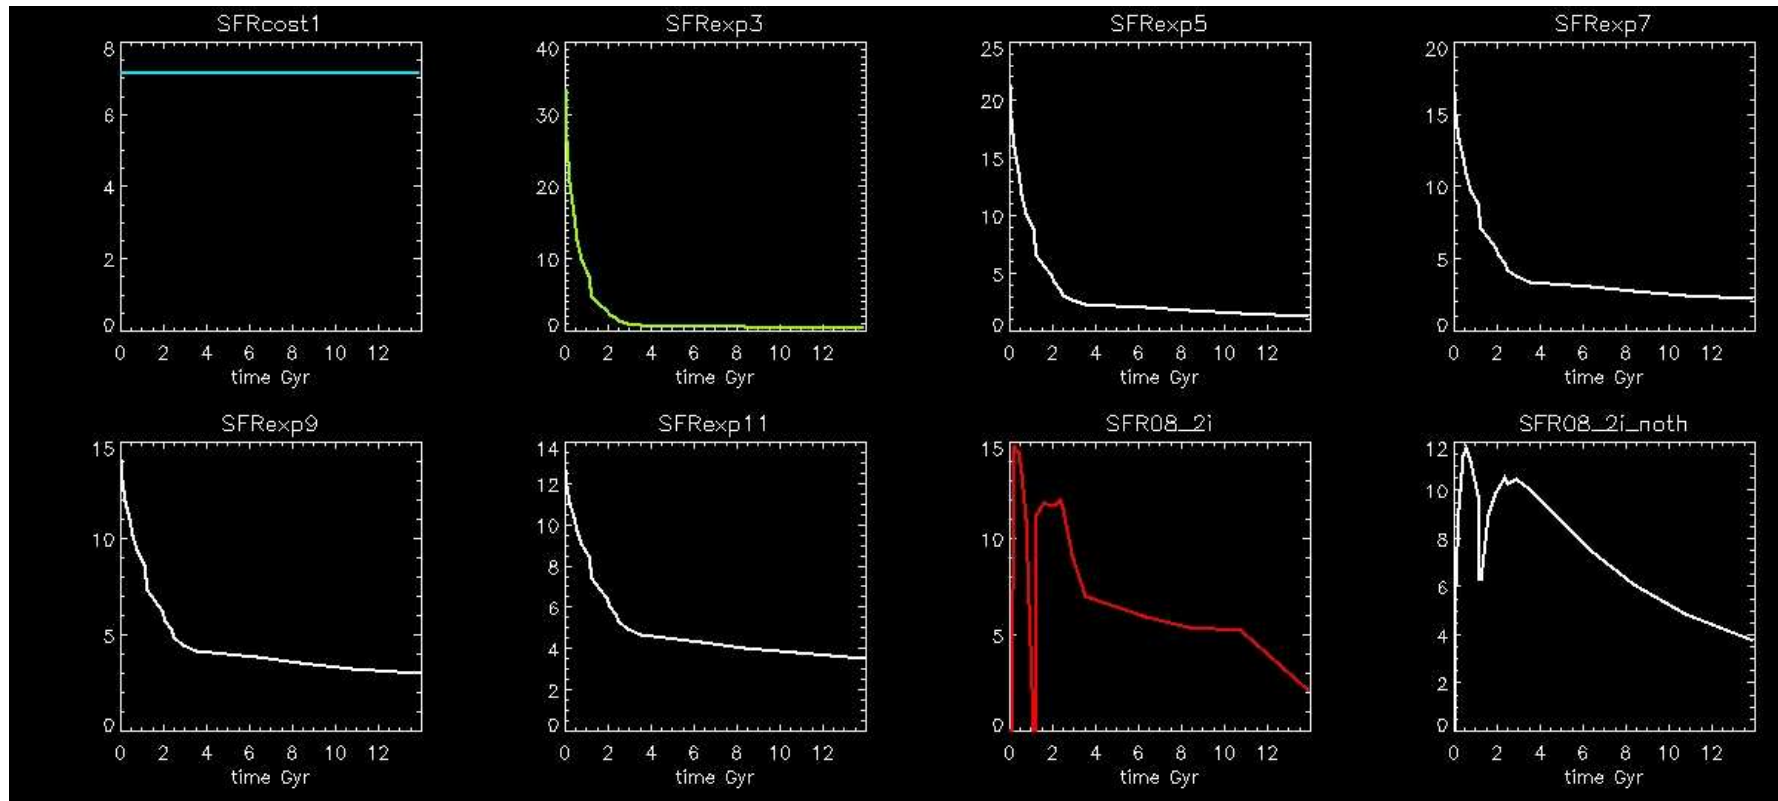 SFRcost1 SFRexp3 SFRexp5 SFRexp7
8 40 25 20
6 30 20 15
4 20 15 10
2 10 10 5
0 0 5 0
0
0 2 4 6 8 10 12 0 2 4 6 8 10 12 0 2 4 6 8 10 12 0 2 4 6 8 10 12
time Gyr time Gyr time Gyr time Gyr
SFRexp9 SFRexp11 SFR08_2i SFR08_2i_noth
15 14 15 12
10 12 10 10
5 10 5 8
0 8 0 6
6 4
4 2
2 0
0
0 2 4 6 8 10 12 0 2 4 6 8 10 12 0 2 4 6 8 10 12 0 2 4 6 8 10 12
time Gyr time Gyr time Gyr time Gyr